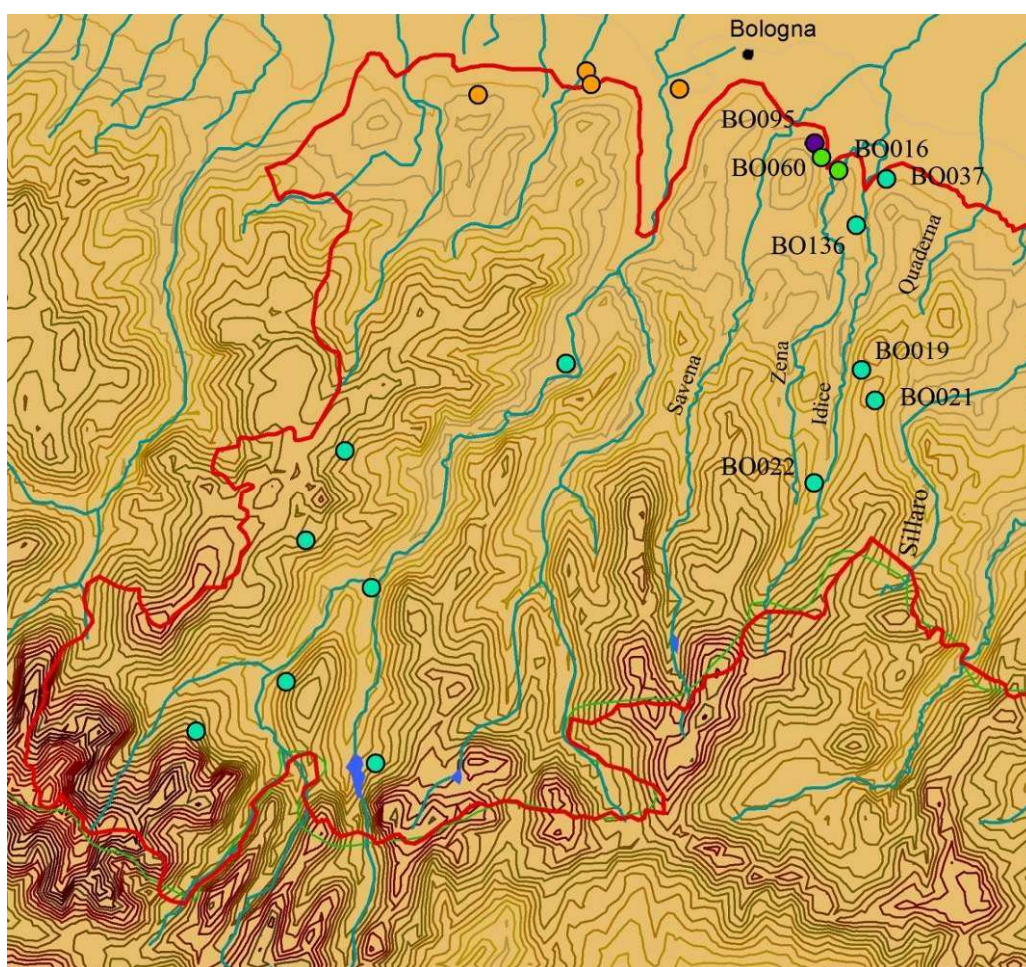 Bologna
BO095
BO016
BO060
BO037
BO136
Quaderna
BO019
Zena
Savena
Idice
BO021
BO022
Sillaro